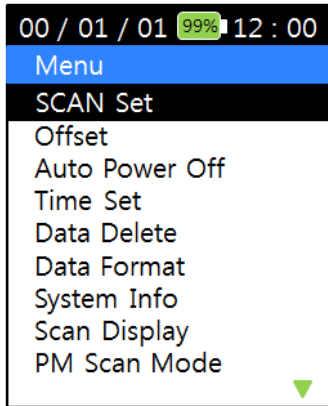 00 / 01 / 01 99% 12 : 00
Menu
SCAN Set
Offset
Auto Power Off
Time Set
Data Delete
Data Format
System Info
Scan Display
PM Scan Mode